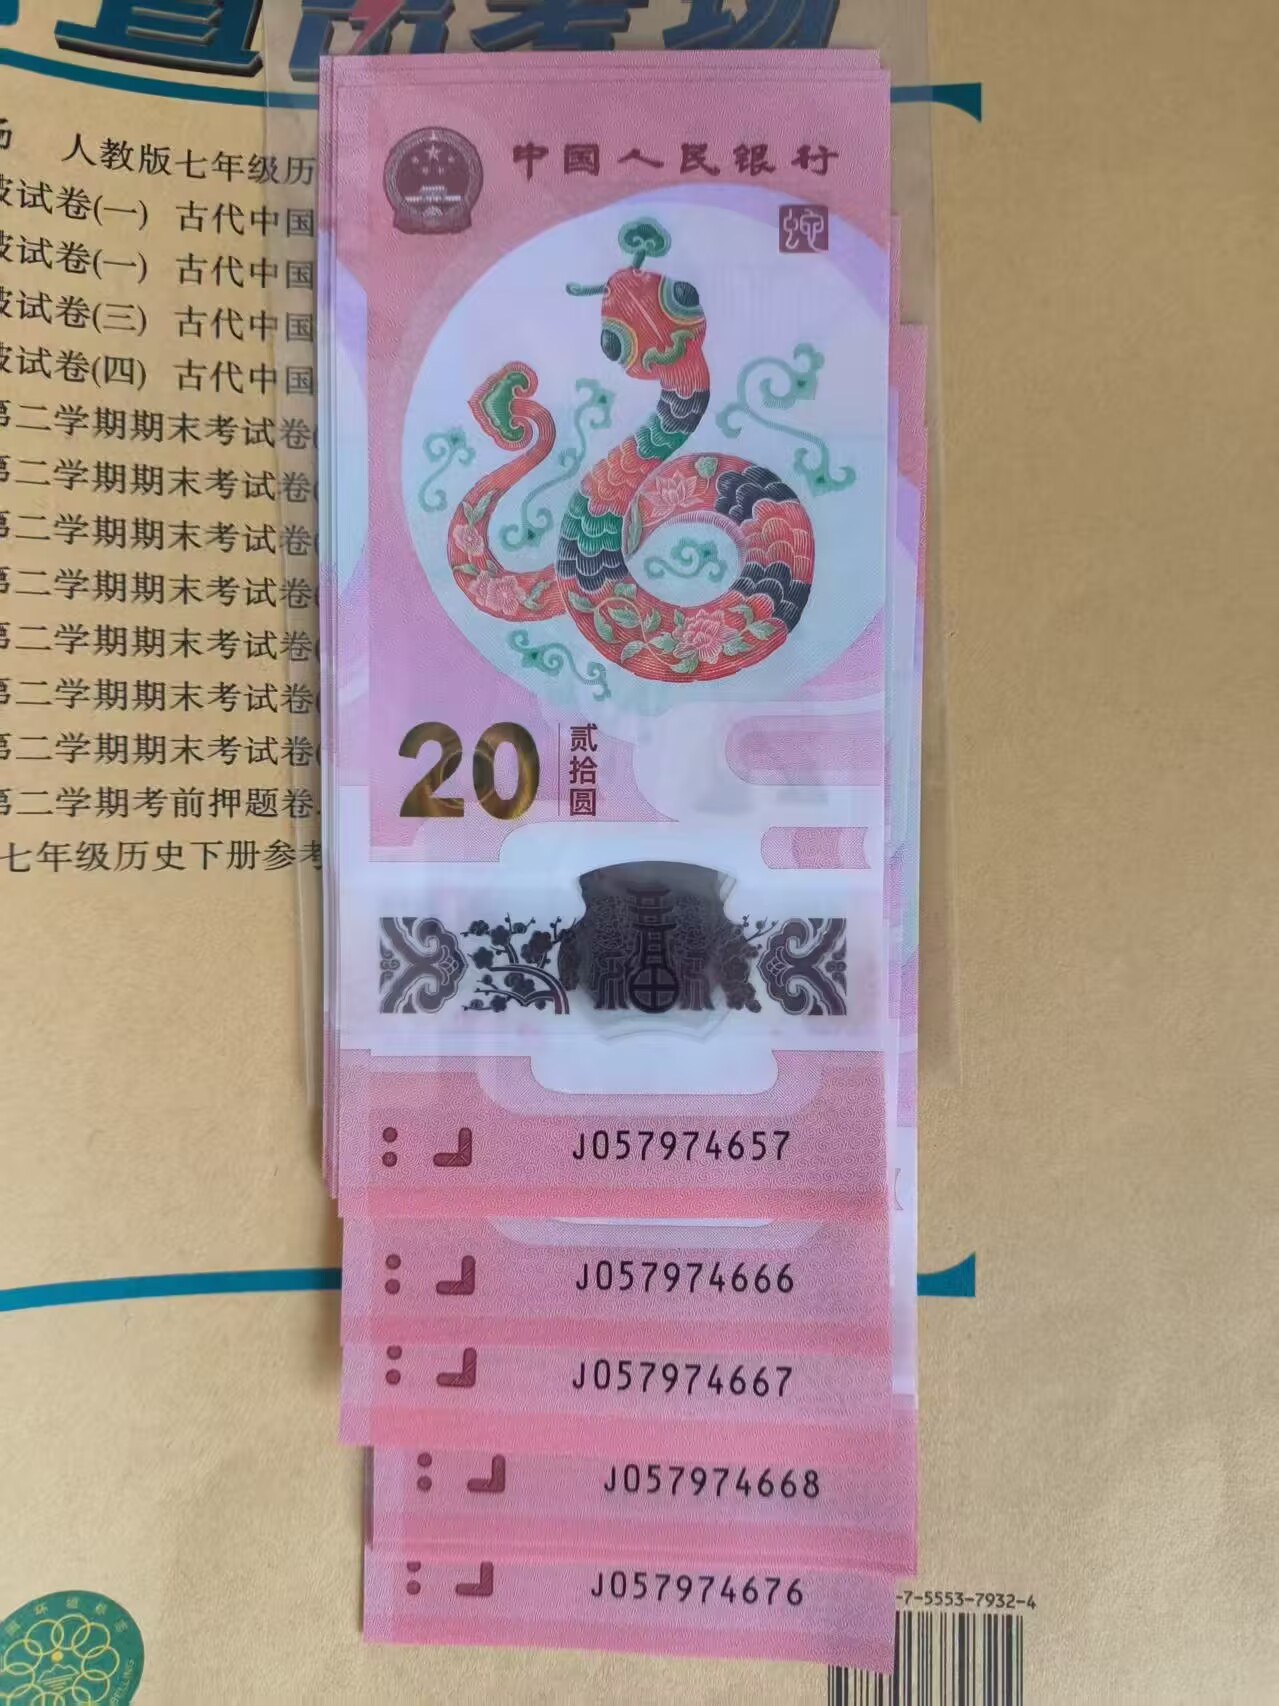 直击考场
人教版七年级历
试卷(一) 古代中国
试卷(一) 古代中国
试卷(三) 古代中国
试卷(四) 古代中国
第二学期期末考试卷(
第二学期期末考试卷(
第二学期期末考试卷(
第二学期期末考试卷(
第二学期期末考试卷(
第二学期期末考试卷(
第二学期期末考试卷(
第二学期考前押题卷
七年级历史下册参考
中国人民银行
蛇
20 贰拾圆
福
J057974657
J057974666
J057974667
J057974668
J057974676
-7-5553-7932-4